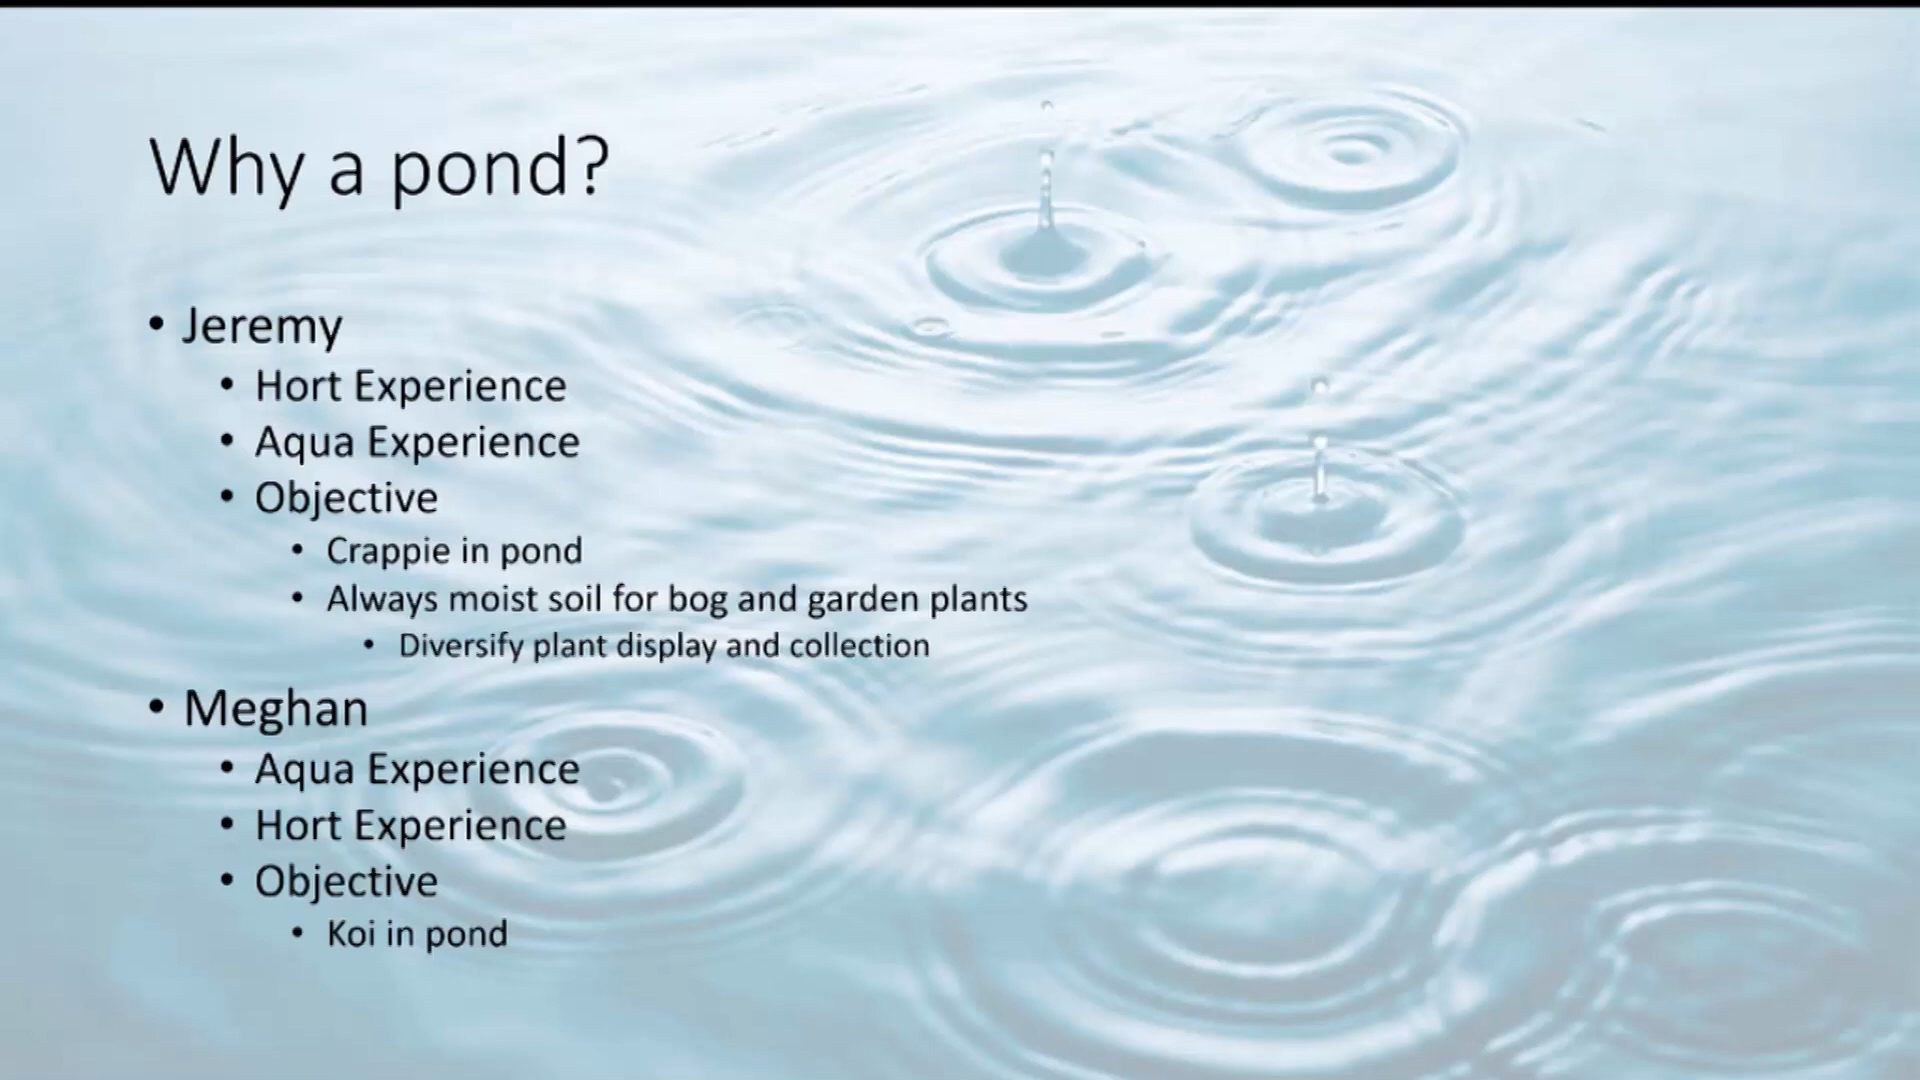 Why a pond?
• Jeremy
• Hort Experience
• Aqua Experience
• Objective
• Crappie in pond
• Always moist soil for bog and garden plants
• Diversify plant display and collection
• Meghan
• Aqua Experience
• Hort Experience
• Objective
• Koi in pond